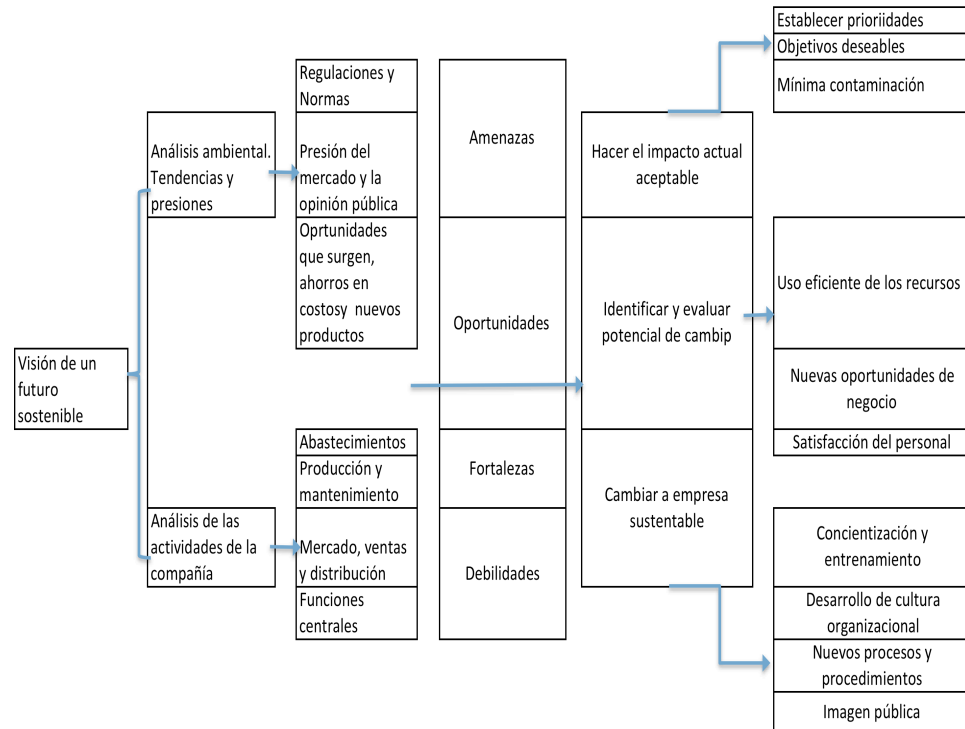 Visión de un
futuro
sostenible
Análisis ambiental.
Tendencias y
presiones
Análisis de las
actividades de la
compañía
Regulaciones y
Normas
Presión del
mercado y la
opinión pública
Oprtunidades
que surgen,
ahorros en
costosy nuevos
productos
Abastecimientos
Producción y
mantenimiento
Mercado, ventas
y distribución
Funciones
centrales
Amenazas
Oportunidades
Fortalezas
Debilidades
Hacer el impacto actual
aceptable
Identificar y evaluar
potencial de cambip
Cambiar a empresa
sustentable
Establecer prioriidades
Objetivos deseables
Mínima contaminación
Uso eficiente de los recursos
Nuevas oportunidades de
negocio
Satisfacción del personal
Concientización y
entrenamiento
Desarrollo de cultura
organizacional
Nuevos procesos y
procedimientos
Imagen pública